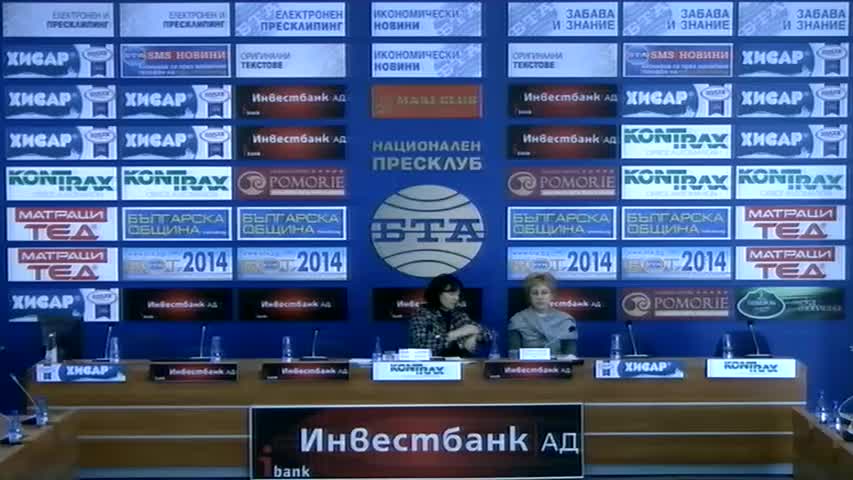 ЕЛЕКТРОНЕН И ПРЕСКЛИПИНГ
ЕЛЕКТРОНЕН И ПРЕСКЛИПИНГ
ЕЛЕКТРОНЕН И ПРЕСКЛИПИНГ
ИКОНОМИЧЕСКИ НОВИНИ
ЗАБАВА И ЗНАНИЕ
ЗАБАВА И ЗНАНИЕ
ЗАБАВА И ЗНАНИЕ
ХИСАР
SMS НОВИНИ
ОРИГИНАЛНИ ТЕКСТОВЕ
ИКОНОМИЧЕСКИ НОВИНИ
ОРИГИНАЛНИ ТЕКСТОВЕ
SMS НОВИНИ
ХИСАР
ХИСАР
ХИСАР
ИНВЕСТБАНК АД
MAXI CLUB
ИНВЕСТБАНК АД
ХИСАР
ХИСАР
ХИСАР
ХИСАР
ИНВЕСТБАНК АД
НАЦИОНАЛЕН
ПРЕСКЛУБ
ИНВЕСТБАНК АД
KONTRAX
ХИСАР
KONTRAX
KONTRAX
POMORIE
POMORIE
KONTRAX
KONTRAX
МАТРАЦИ ТЕД
БЪЛГАРСКА ОБЩИНА
БЪЛГАРСКА ОБЩИНА
БТА
БЪЛГАРСКА ОБЩИНА
БЪЛГАРСКА ОБЩИНА
МАТРАЦИ ТЕД
МАТРАЦИ ТЕД
2014
2014
2014
2014
МАТРАЦИ ТЕД
ХИСАР
ИНВЕСТБАНК АД
ИНВЕСТБАНК АД
POMORIE
ХИСАР
ИНВЕСТБАНК АД
ИНВЕСТБАНК АД
KONTRAX
ИНВЕСТБАНК АД
ХИСАР
KONTRAX
ИНВЕСТБАНК АД
i bank